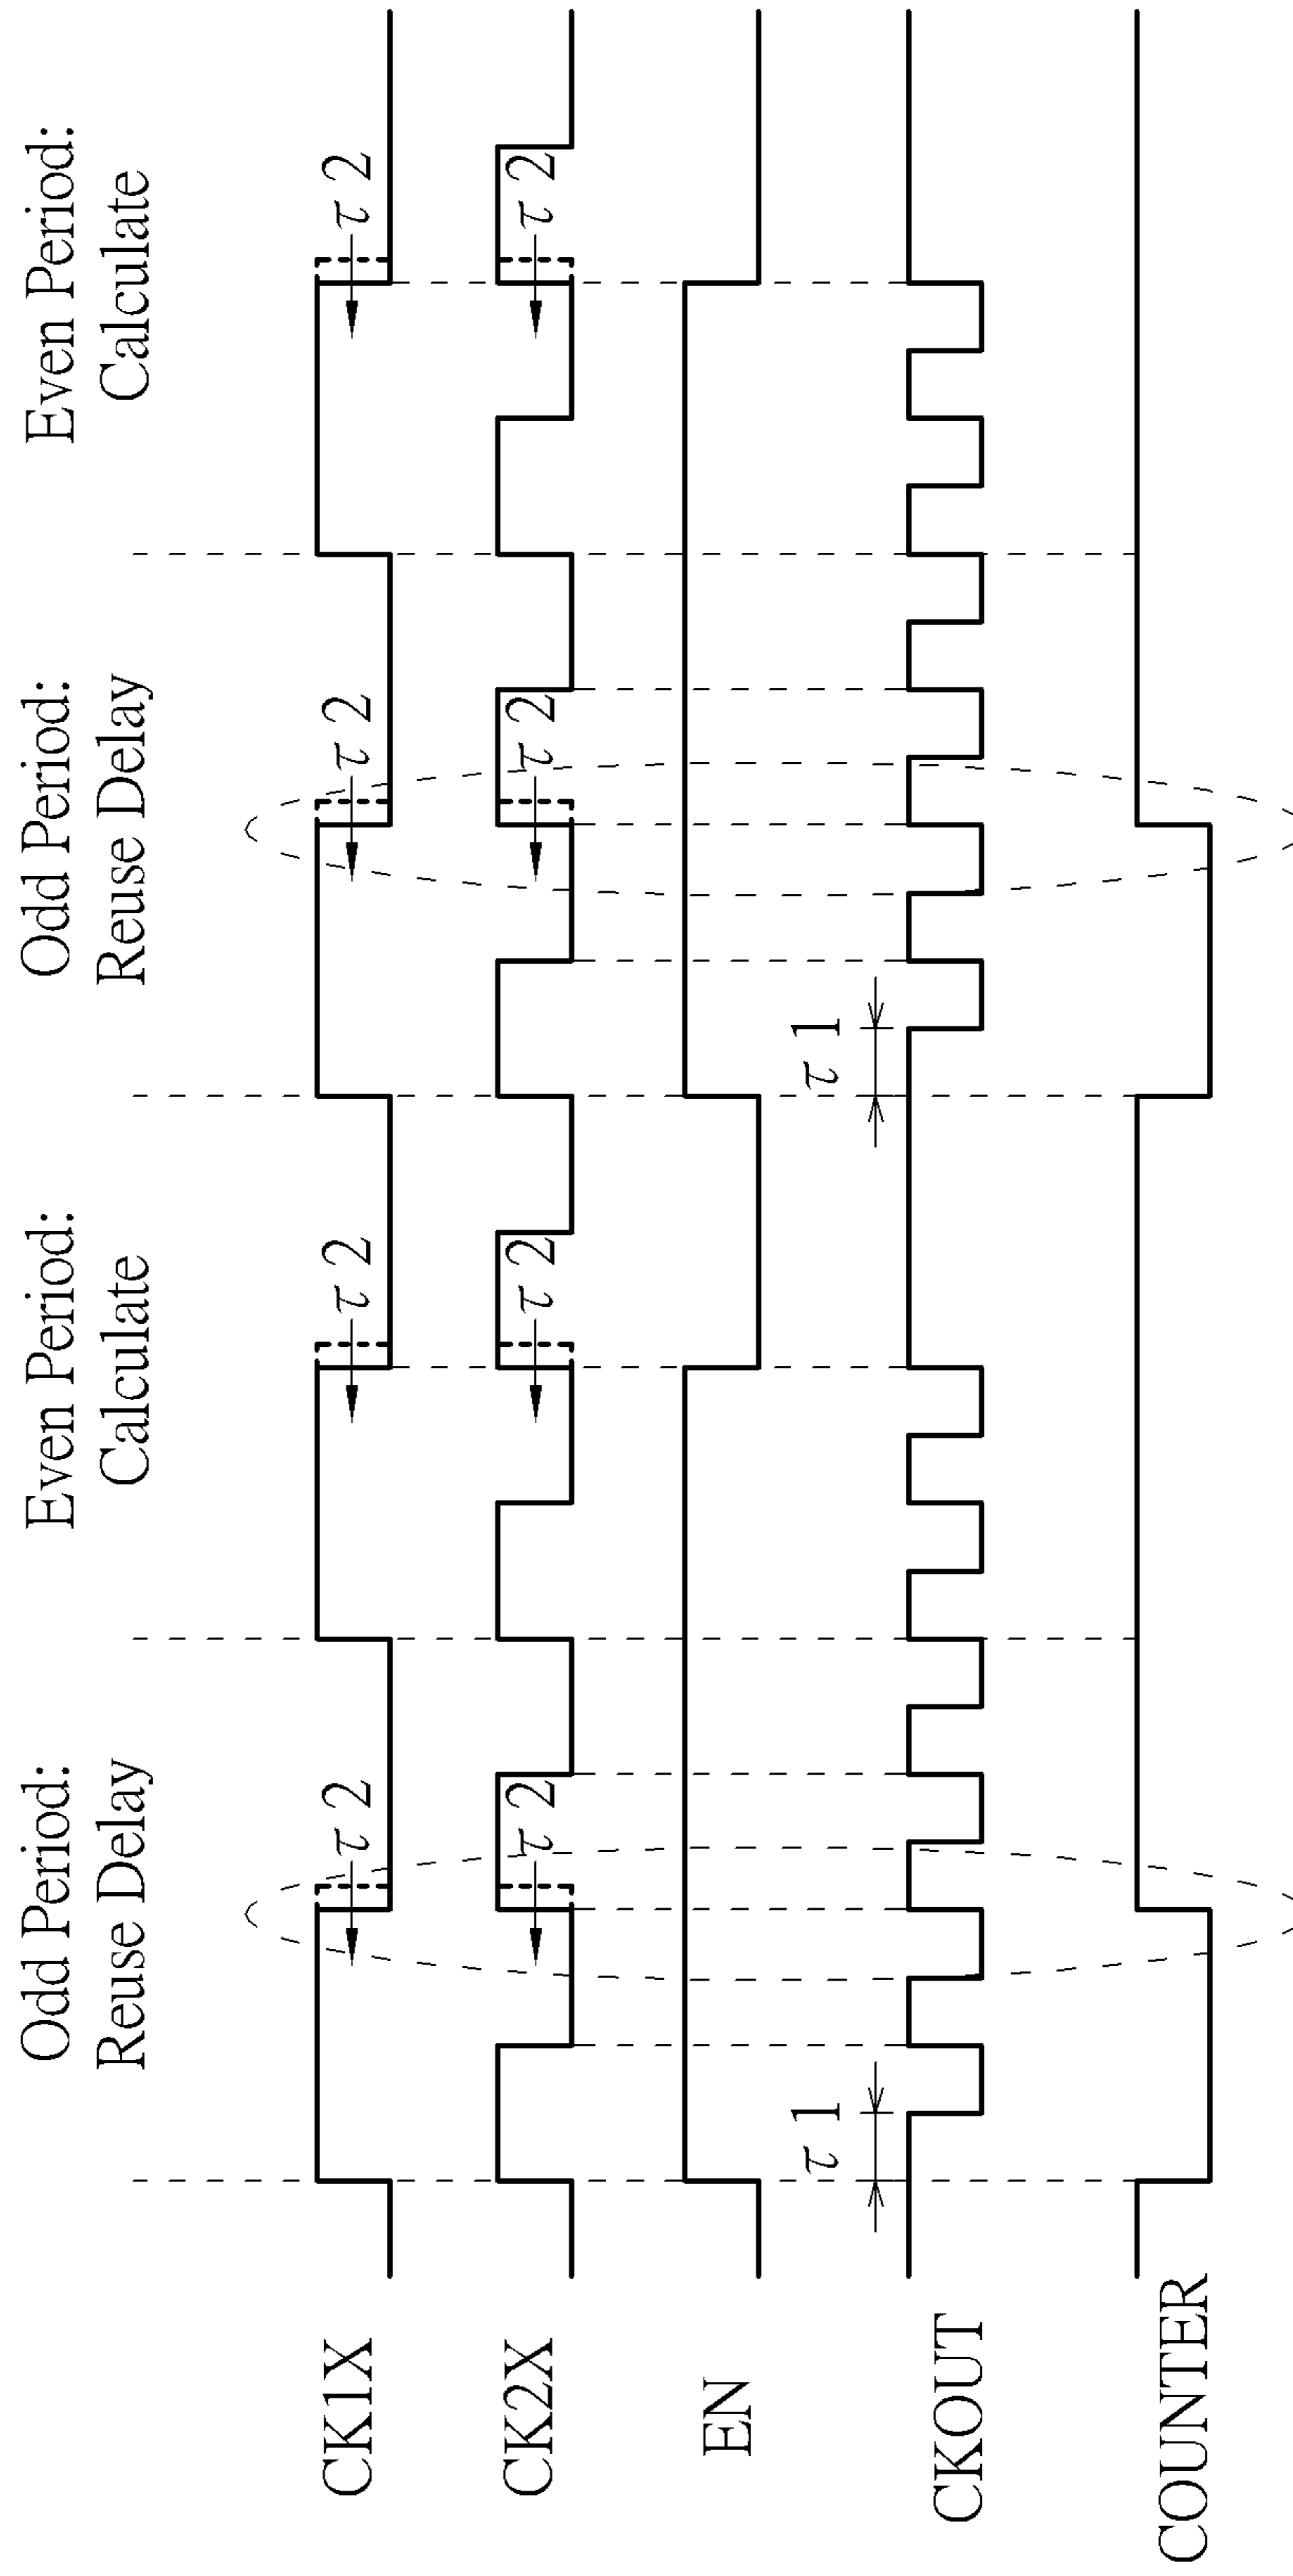 Odd Period:
Reuse Delay
Even Period:
Calculate
Odd Period:
Reuse Delay
Even Period:
Calculate
CK1X
τ 2
τ 2
τ 2
τ 2
CK2X
τ 2
τ 2
τ 2
τ 2
EN
τ 1
τ 1
CKOUT
COUNTER